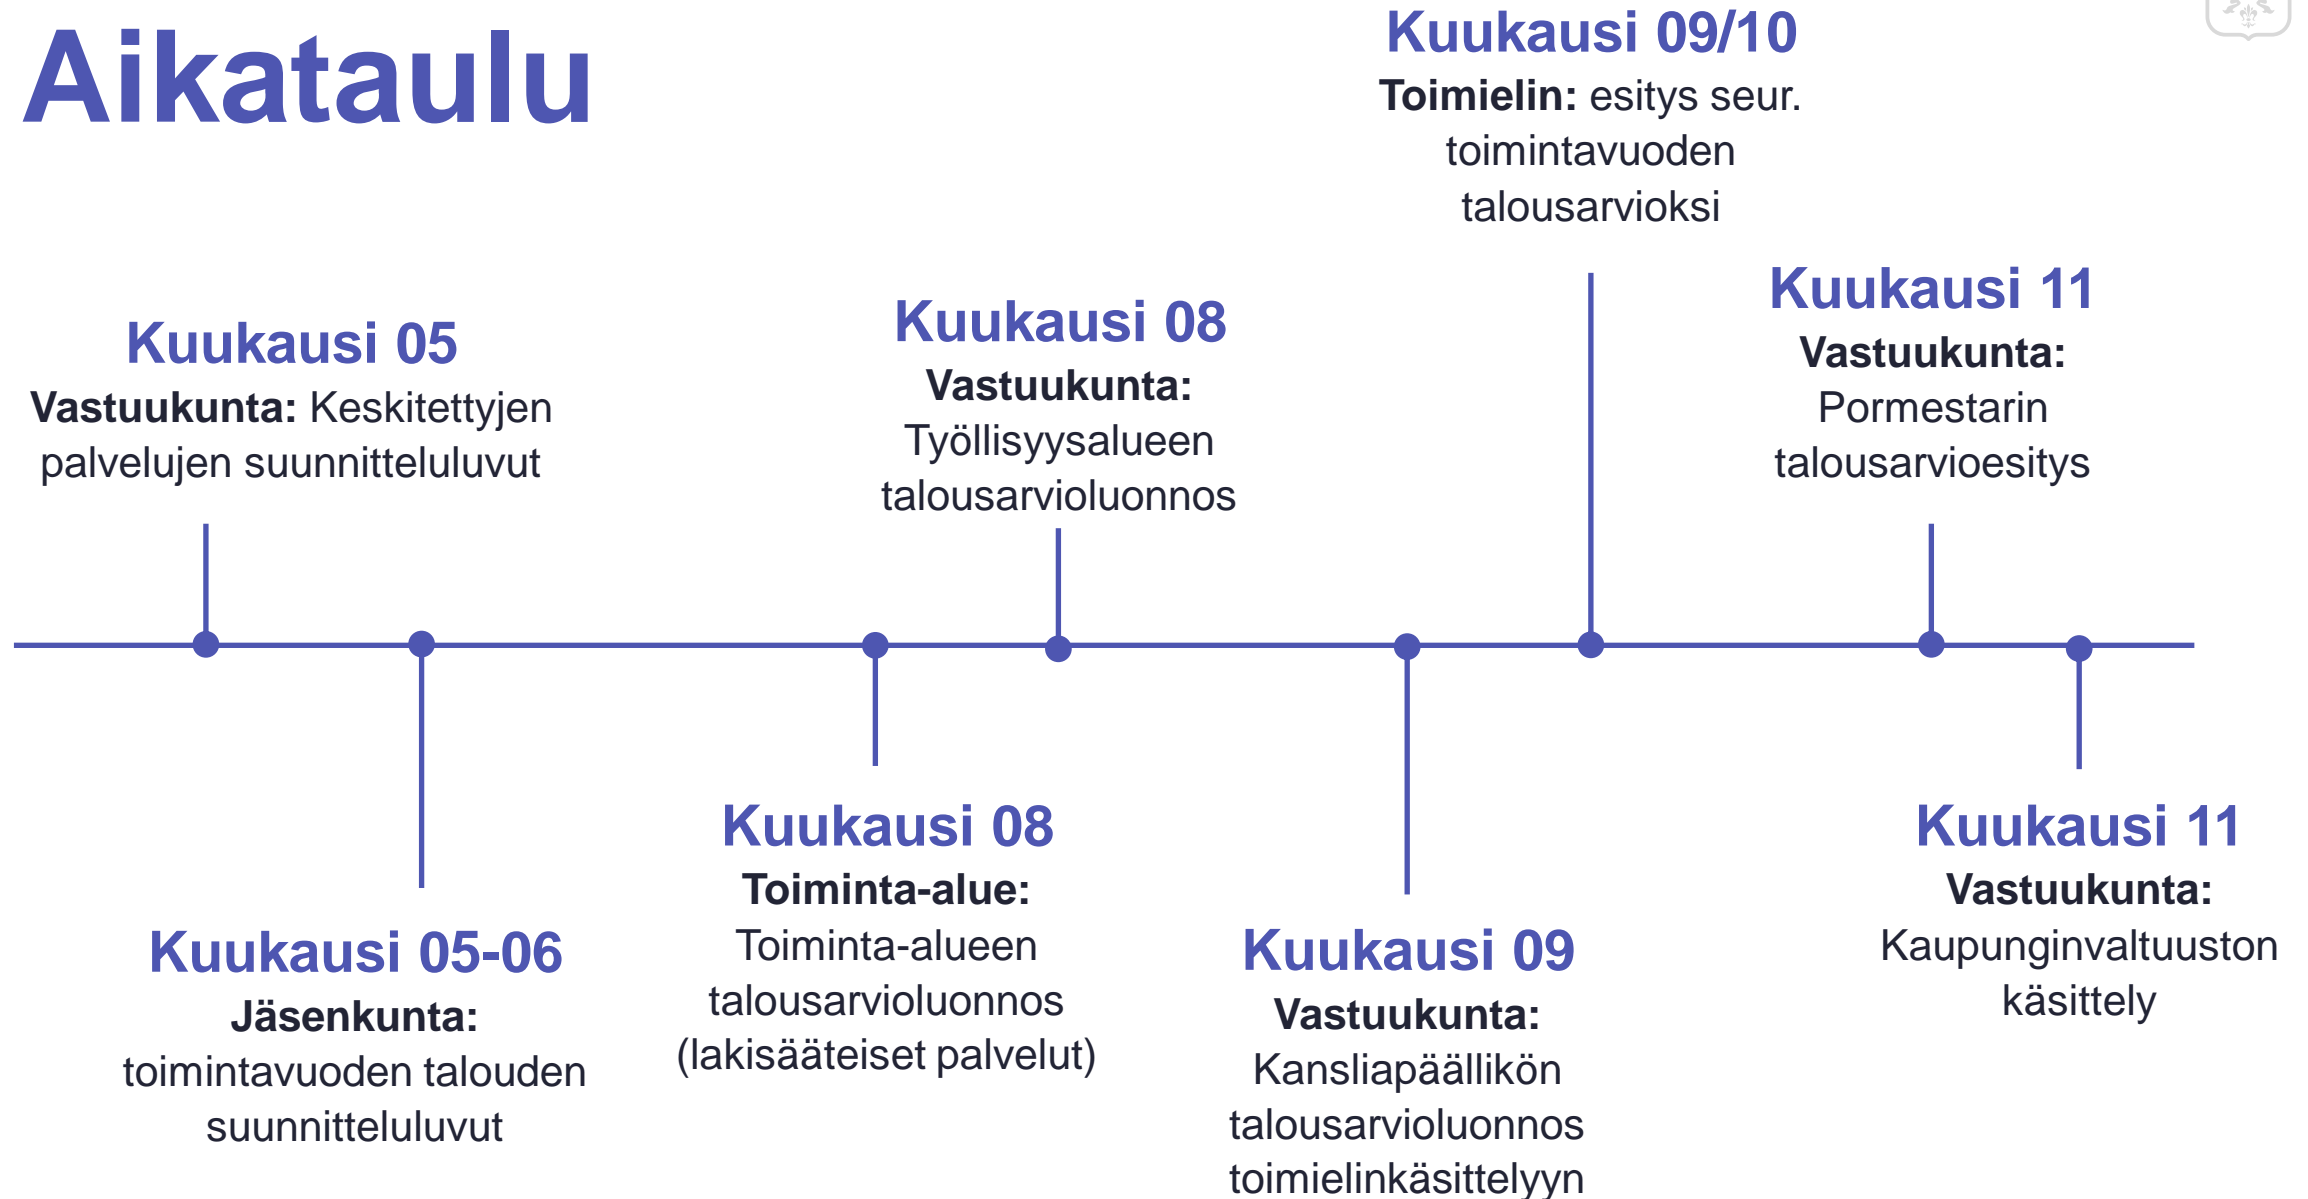 Aikataulu
Kuukausi 05
Vastuukunta: Keskitettyjen
palvelujen suunnitteluluvut
Kuukausi 05-06
Jäsenkunta:
toimintavuoden talouden
suunnitteluluvut
Kuukausi 08
Toiminta-alue:
Toiminta-alueen
talousarvioluonnos
(lakisääteiset palvelut)
Kuukausi 08
Vastuukunta:
Työllisyysalueen
talousarvioluonnos
Kuukausi 09
Vastuukunta:
Kansliapäällikön
talousarvioluonnos
toimielinkäsittelyyn
Kuukausi 09/10
Toimielin: esitys seur.
toimintavuoden
talousarvioksi
Kuukausi 11
Vastuukunta:
Pormestarin
talousarvioesitys
Kuukausi 11
Vastuukunta:
Kaupunginvaltuuston
käsittely